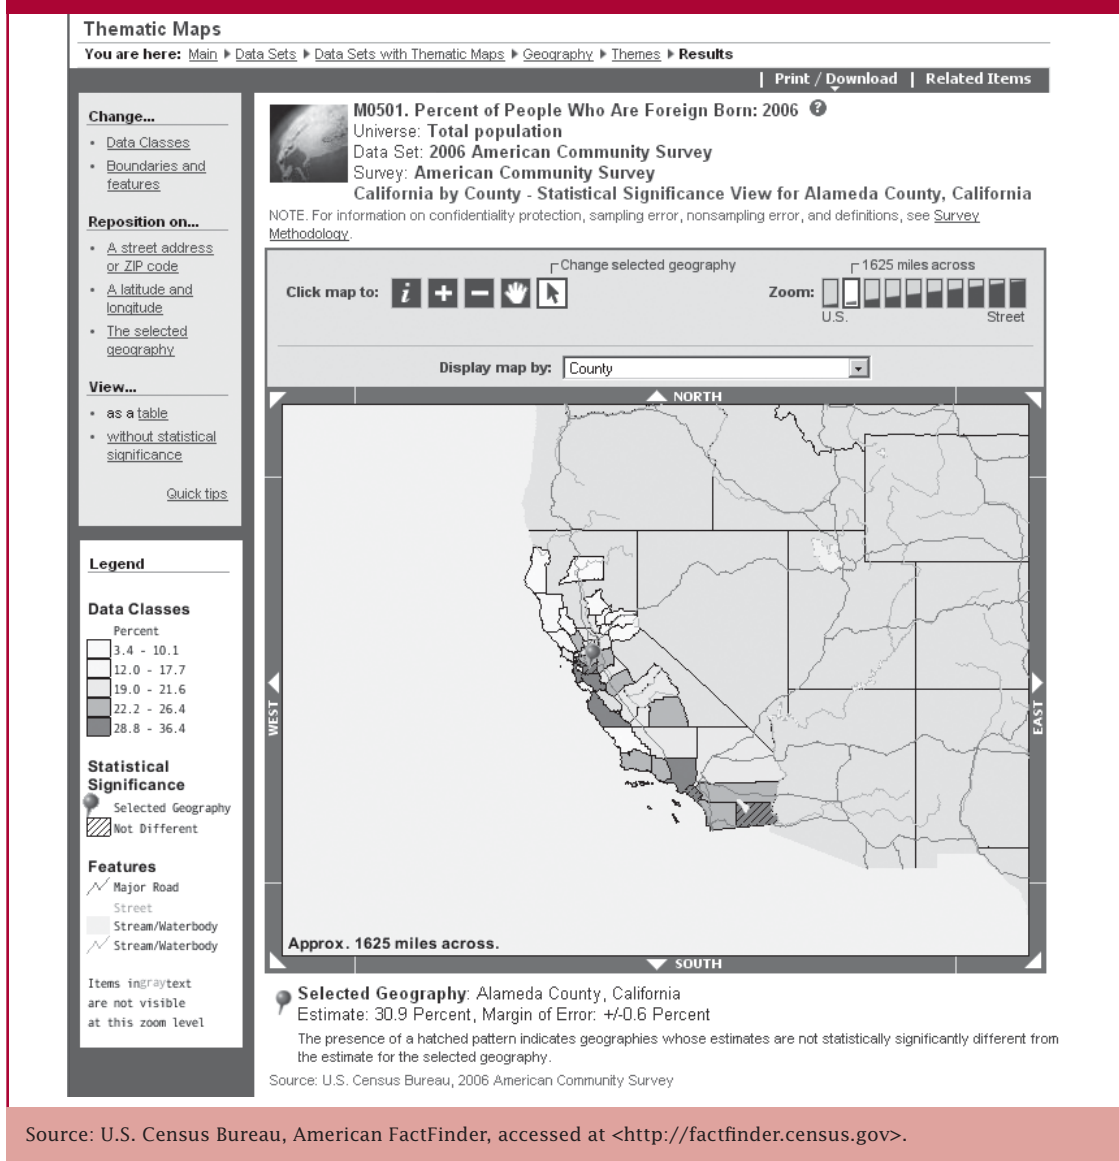 Thematic Maps
You are here: Main Data Sets Data Sets with Thematic Maps Geography Themes Results
| Print / Download | Related Items
Change...
• Data Classes
• Boundaries and
features
Reposition on...
• A street address
or ZIP code
• A latitude and
longitude
• The selected
geography
View...
• as a table
• without statistical
significance
Quick tips
Legend
Data Classes
Percent
3.4 - 10.1
12.0 - 17.7
19.0 - 21.6
22.2 - 26.4
28.8 - 36.4
Statistical
Significance
Selected Geography
Not Different
Features
Major Road
Street
Stream/Waterbody
Stream/Waterbody
Items in gray text
are not visible
at this zoom level
M0501. Percent of People Who Are Foreign Born: 2006 ?
Universe: Total population
Data Set: 2006 American Community Survey
Survey: American Community Survey
California by County - Statistical Significance View for Alameda County, California
NOTE. For information on confidentiality protection, sampling error, nonsampling error, and definitions, see Survey
Methodology.
Change selected geography
1625 miles across
Click map to: i + −
Zoom:
U.S. Street
Display map by: County
NORTH
WEST
EAST
Approx. 1625 miles across.
SOUTH
Selected Geography: Alameda County, California
Estimate: 30.9 Percent, Margin of Error: +/-0.6 Percent
The presence of a hatched pattern indicates geographies whose estimates are not statistically significantly different from
the estimate for the selected geography.
Source: U.S. Census Bureau, 2006 American Community Survey
Source: U.S. Census Bureau, American FactFinder, accessed at <http://factfinder.census.gov>.